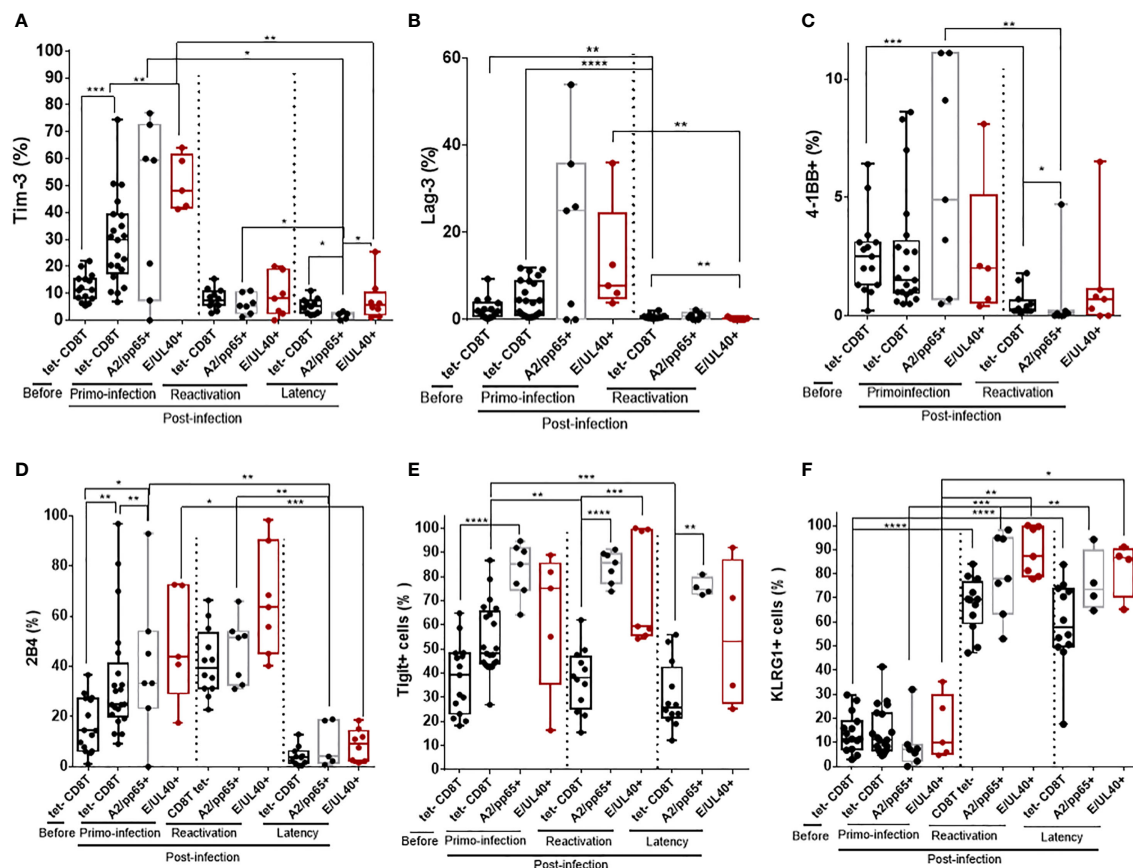 A
Tim-3 (%)
100
90
80
70
60
50
40
30
20
10
0
***
**
*
**
*
*
*
tet- CD8T
tet- CD8T
A2/pp65+
E/UL40+
tet- CD8T
A2/pp65+
E/UL40+
tet- CD8T
A2/pp65+
E/UL40+
Before
Primo-infection
Reactivation
Latency
Post-infection
B
Lag-3 (%)
60
40
20
0
**
****
**
**
tet- CD8T
tet- CD8T
A2/pp65+
E/UL40+
tet- CD8T
A2/pp65+
E/UL40+
Before
Primo-infection
Reactivation
Post-infection
C
4-1BB+ (%)
10
5
0
***
**
*
tet- CD8T
tet- CD8T
A2/pp65+
E/UL40+
tet- CD8T
A2/pp65+
E/UL40+
Before
Primoinfection
Reactivation
Post-infection
D
2B4 (%)
100
80
60
40
20
0
*
**
**
**
**
*
***
tet- CD8T
tet- CD8T
A2/pp65+
E/UL40+
CD8T tet-
A2/pp65+
E/UL40+
tet- CD8T
A2/pp65+
E/UL40+
Before
Primo-infection
Reactivation
Latency
Post-infection
E
TIgit+ cells (%)
100
90
80
70
60
50
40
30
20
10
0
***
**
***
****
****
**
tet- CD8T
tet- CD8T
A2/pp65+
E/UL40+
tet- CD8T
A2/pp65+
E/UL40+
tet- CD8T
A2/pp65+
E/UL40+
Before
Primo-infection
Reactivation
Latency
Post-infection
F
KLRG1+ cells (%)
100
90
80
70
60
50
40
30
20
10
0
*
**
***
**
****
****
tet- CD8T
tet- CD8T
A2/pp65+
E/UL40+
CD8T tet-
A2/pp65+
E/UL40+
tet- CD8T
A2/pp65+
E/UL40+
Before
Primo-infection
Reactivation
Latency
Post-infection